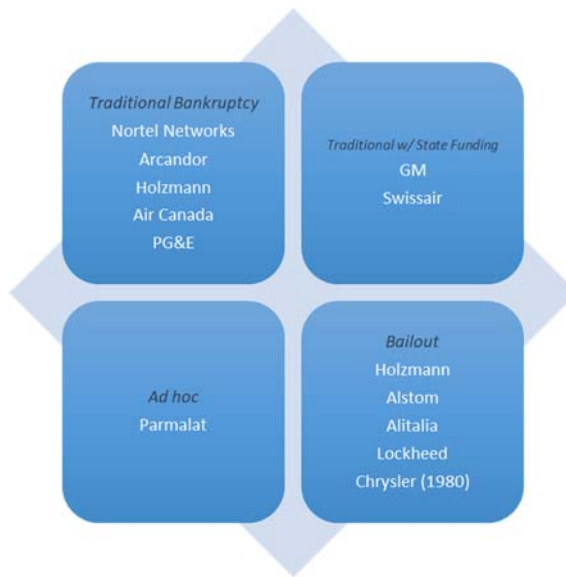 Traditional Bankruptcy
Nortel Networks
Arcandor
Holzmann
Air Canada
PG&E
Traditional w/ State Funding
GM
Swissair
Ad hoc
Parmalat
Bailout
Holzmann
Alstom
Alitalia
Lockheed
Chrysler (1980)